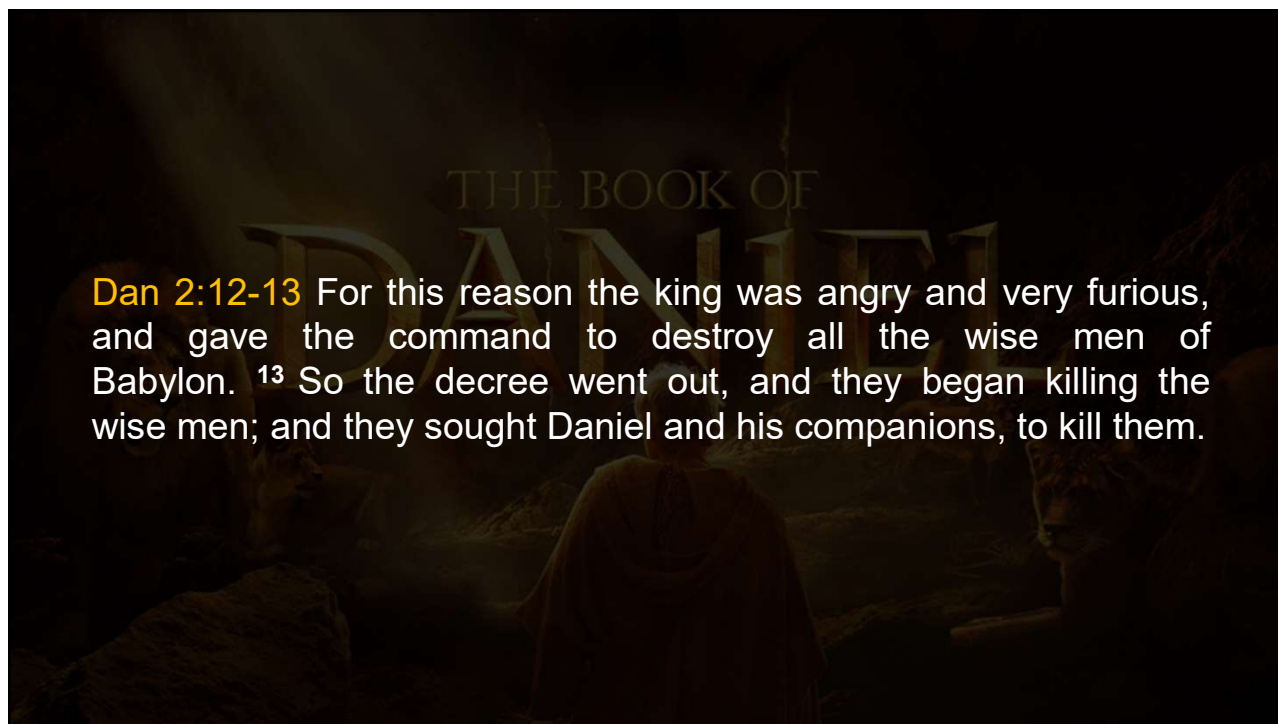 THE BOOK OF
DANIEL
Dan 2:12-13 For this reason the king was angry and very furious,
and gave the command to destroy all the wise men of
Babylon. 13 So the decree went out, and they began killing the
wise men; and they sought Daniel and his companions, to kill them.